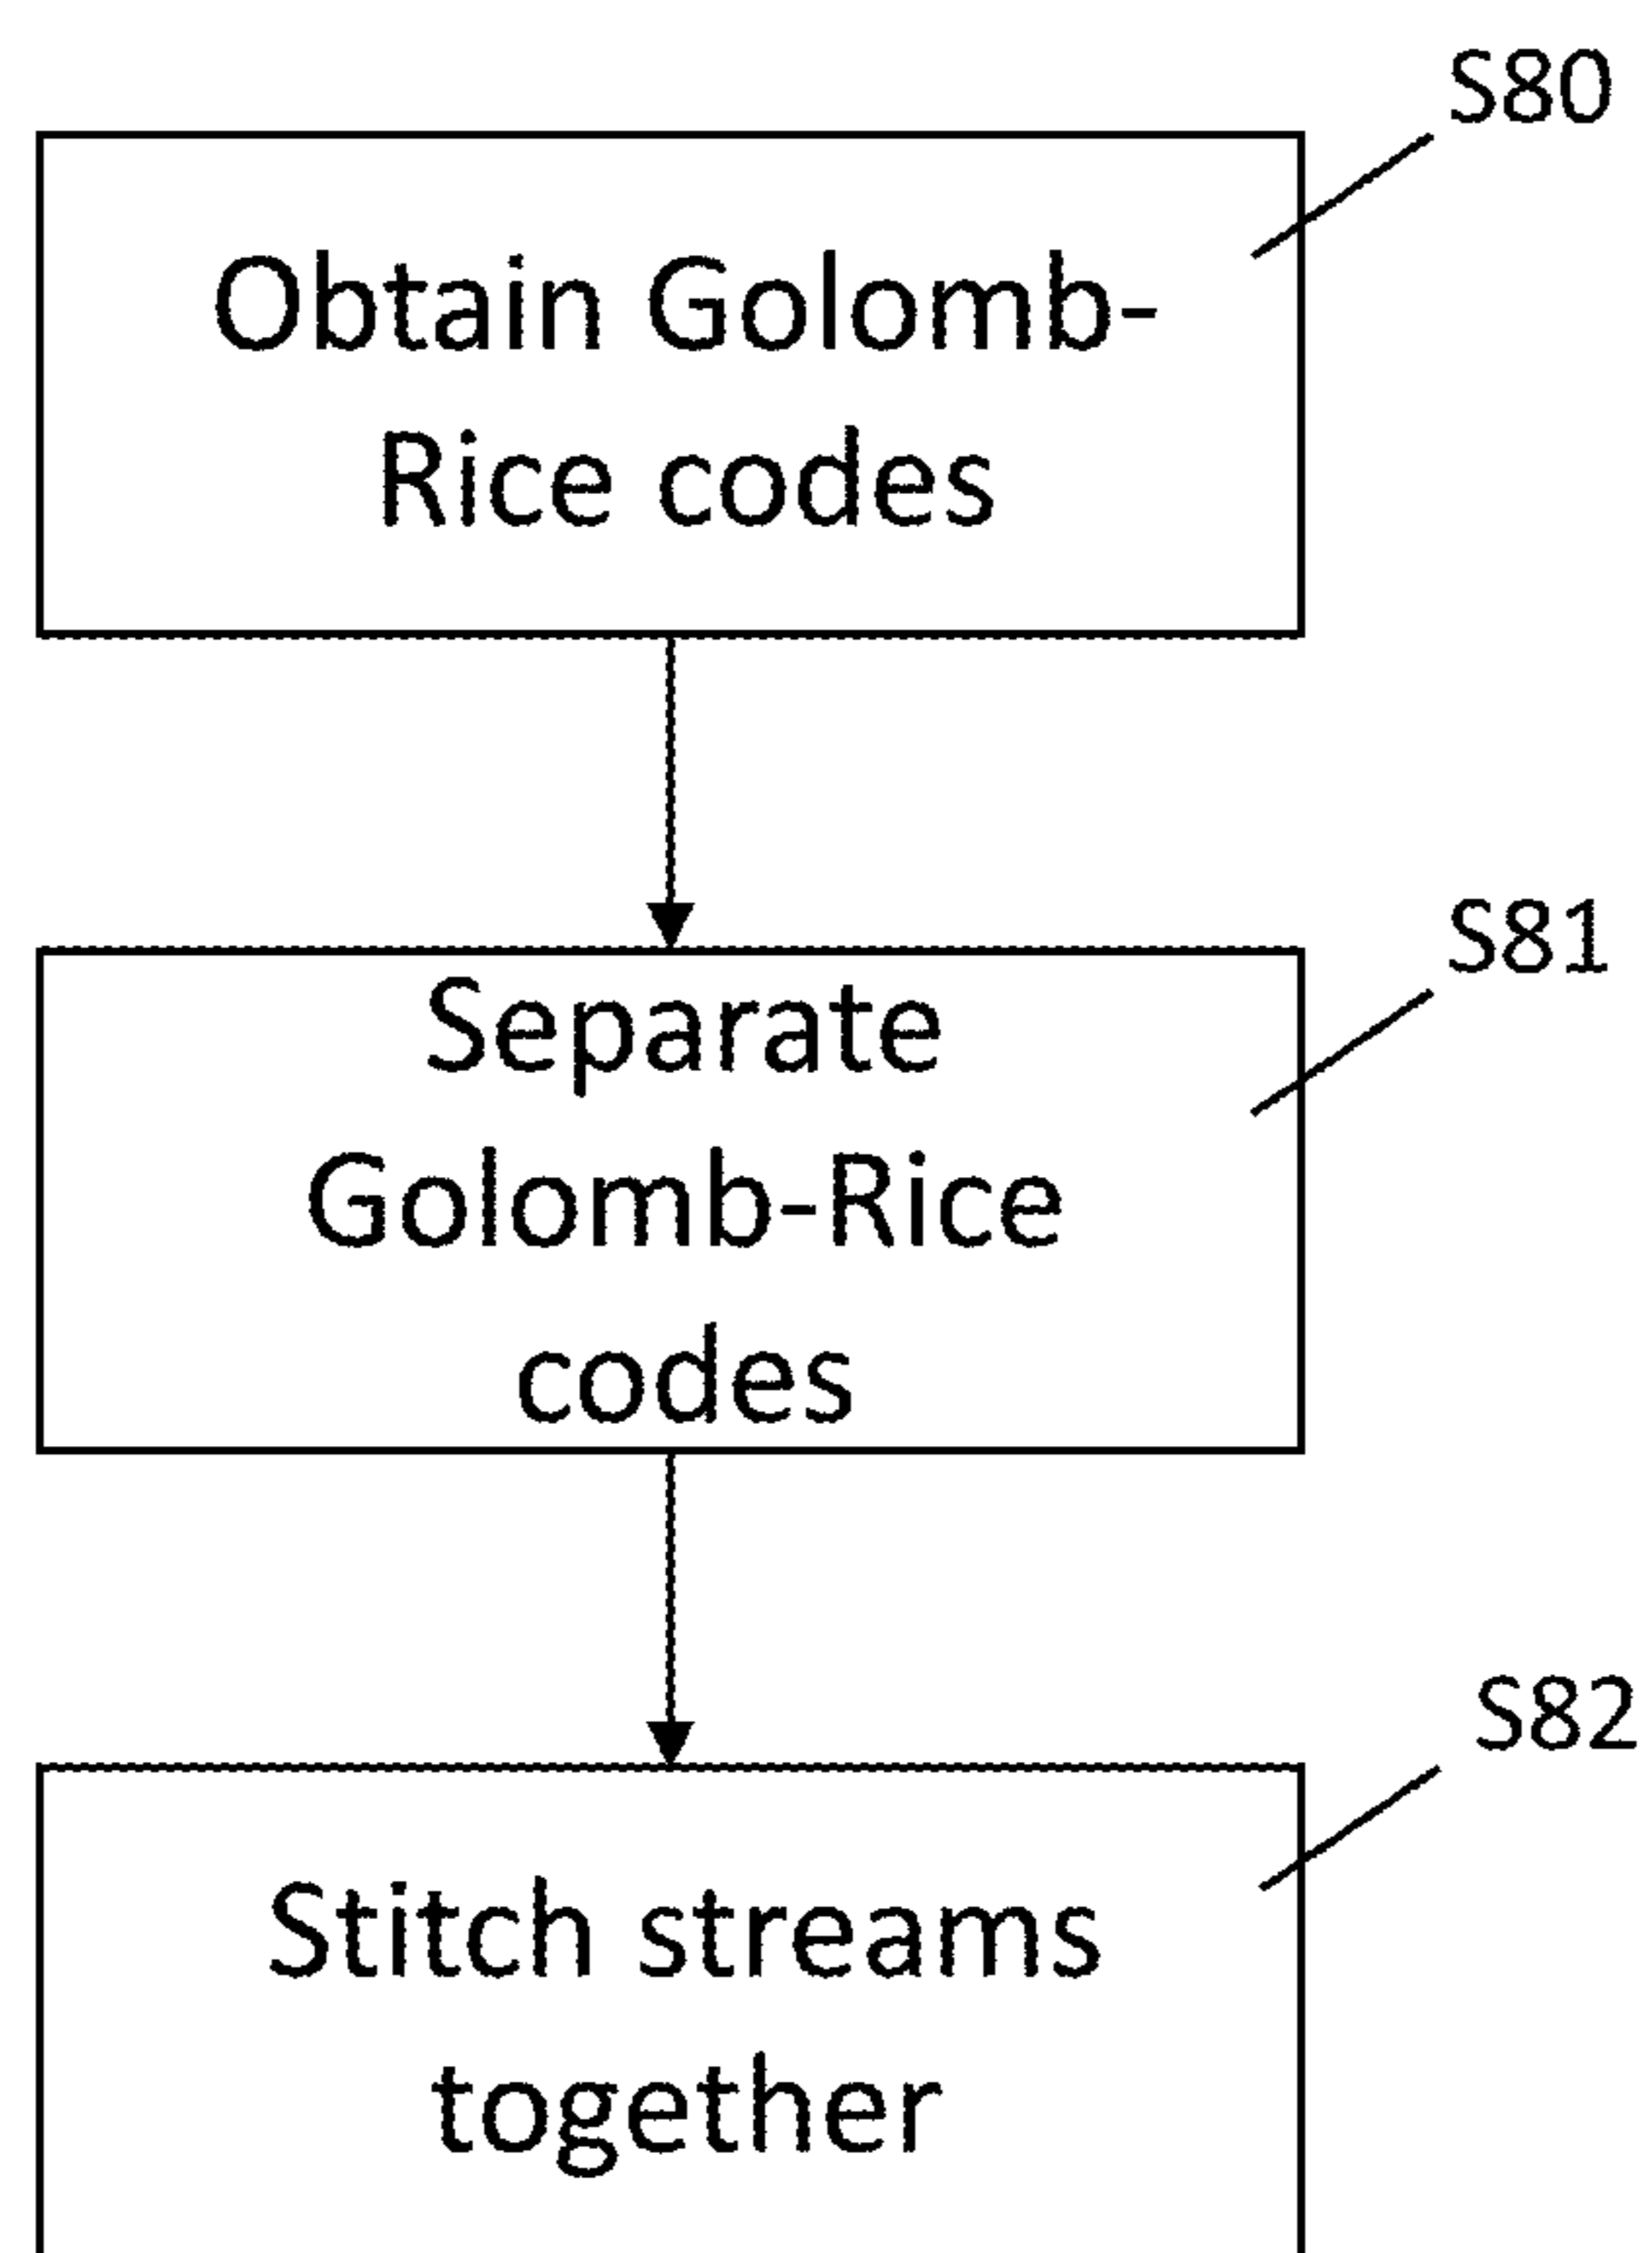 S80
Obtain Golomb-
Rice codes
S81
Separate
Golomb-Rice
codes
S82
Stitch streams
together